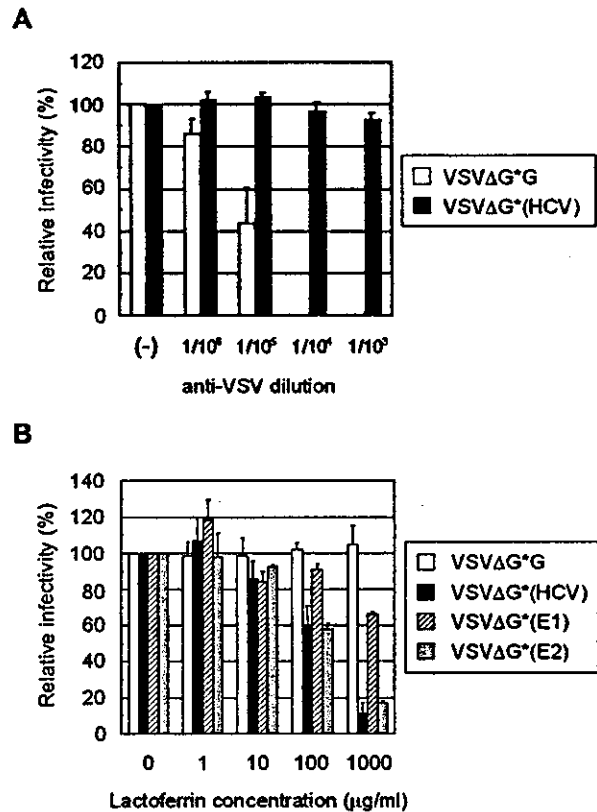 A
Relative infectivity (%)
120
100
80
60
40
20
0
(-) 1/10⁶ 1/10⁵ 1/10⁴ 1/10³
anti-VSV dilution
VSVΔG*G
VSVΔG*(HCV)
B
Relative infectivity (%)
140
120
100
80
60
40
20
0
0 1 10 100 1000
Lactoferrin concentration (μg/ml)
VSVΔG*G
VSVΔG*(HCV)
VSVΔG*(E1)
VSVΔG*(E2)